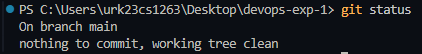 PS C:\Users\urk23cs1263\Desktop\devops-exp-1> git status
On branch main
nothing to commit, working tree clean